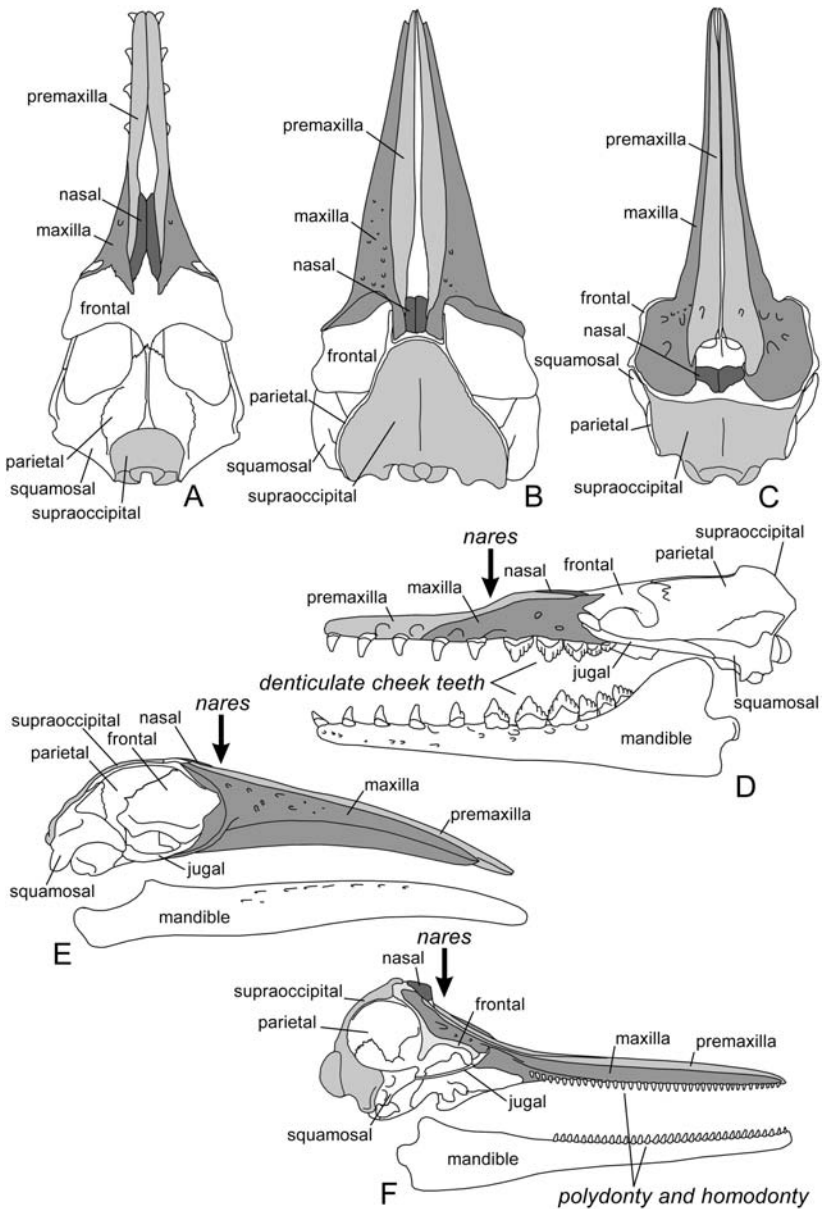 premaxilla
nasal
maxilla
frontal
parietal
squamosal
supraoccipital
A
premaxilla
maxilla
nasal
frontal
parietal
squamosal
supraoccipital
B
premaxilla
maxilla
frontal
nasal
squamosal
parietal
supraoccipital
C
nares
premaxilla
maxilla
nasal
frontal
parietal
supraoccipital
jugal
squamosal
denticulate cheek teeth
mandible
D
nares
supraoccipital
nasal
parietal
frontal
maxilla
premaxilla
jugal
squamosal
mandible
E
nares
nasal
supraoccipital
frontal
parietal
maxilla
premaxilla
jugal
squamosal
mandible
F
polydonty and homodonty